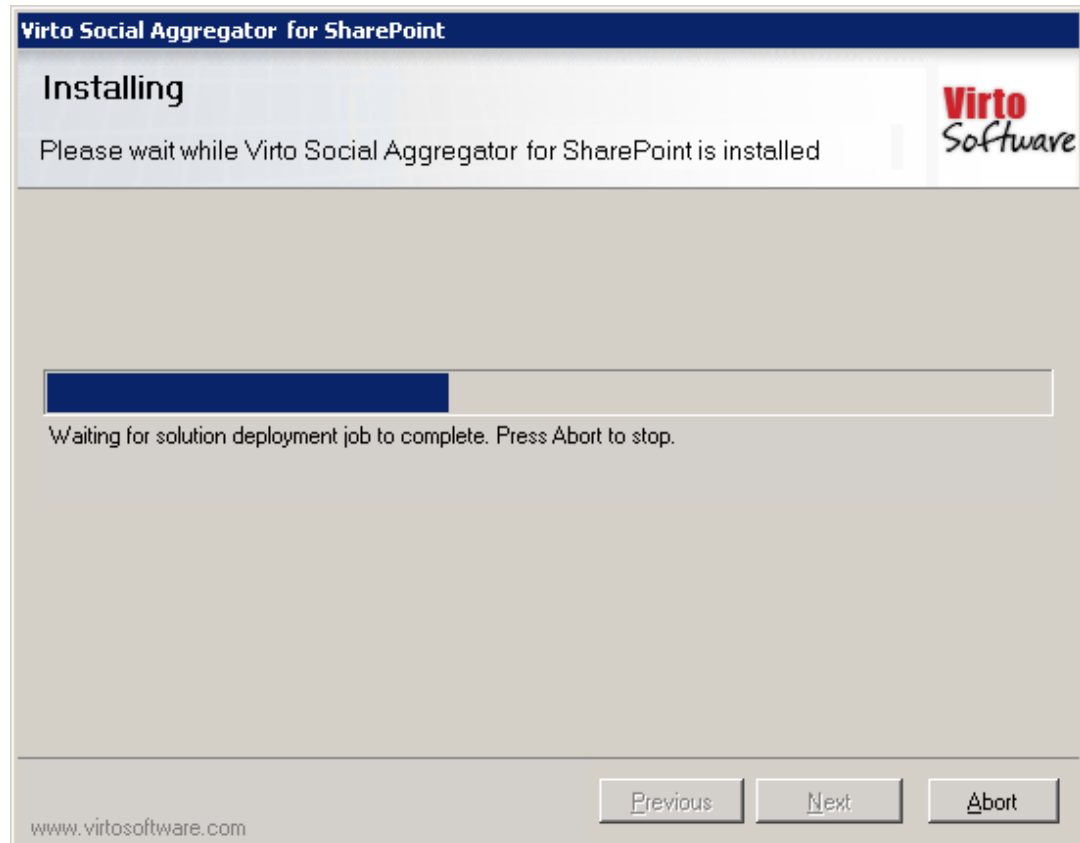 Virto Social Aggregator for SharePoint
Installing
Please wait while Virto Social Aggregator for SharePoint is installed
Virto
Software
Waiting for solution deployment job to complete. Press Abort to stop.
Previous
Next
Abort
www.virtosoftware.com